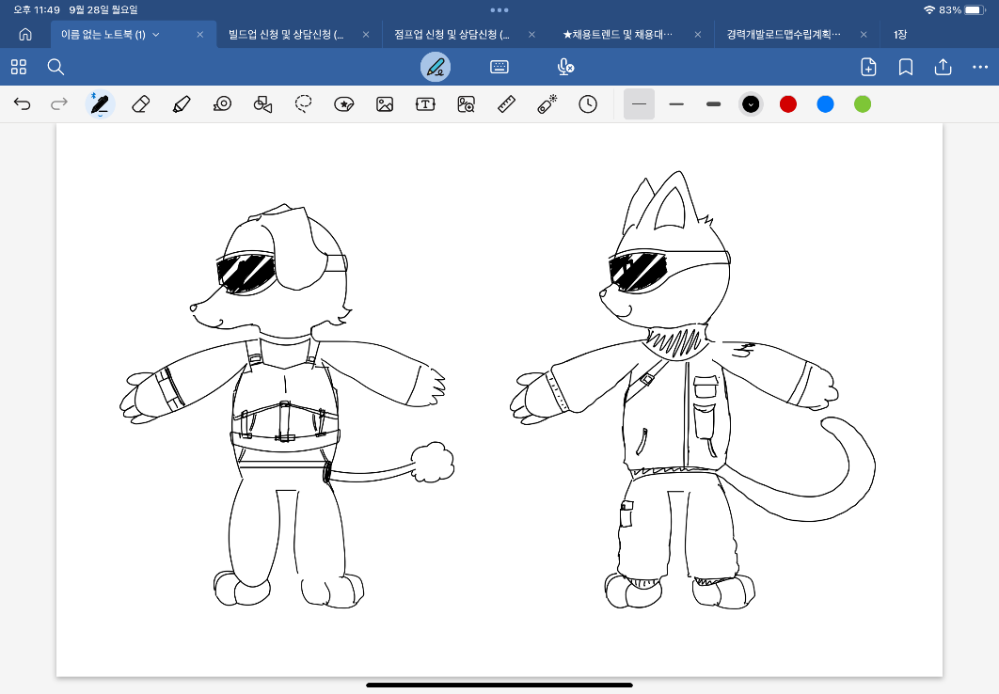 오후 11:49 9월 28일 월요일
83%
이름 없는 노트북 (1)
빌드업 신청 및 상담신청 (...
점프업 신청 및 상담신청 (...
★채용트렌드 및 채용대···
경력개발로드맵수립계획···
1장
T